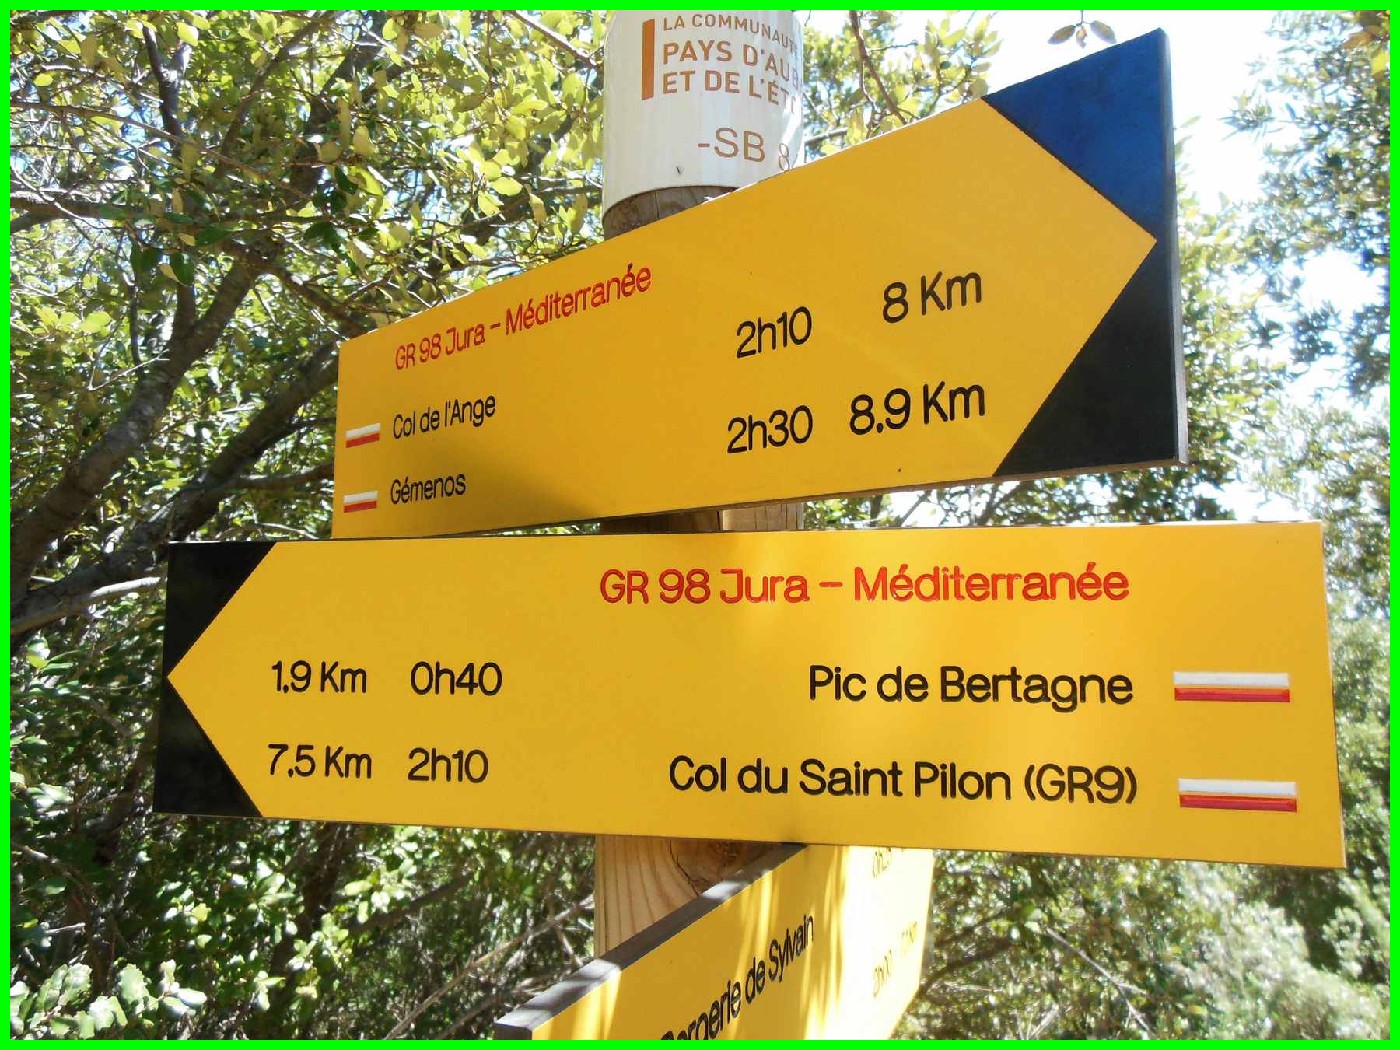 LA COMMUNAUT
PAYS D'AU
ET DE L'ÉT
-SB 8
GR 98 Jura - Méditerranée
2h10 8 Km
Col de l'Ange
2h30 8.9 Km
Gémenos
GR 98 Jura - Méditerranée
1.9 Km 0h40 Pic de Bertagne
7.5 Km 2h10 Col du Saint Pilon (GR9)
de Sylvain